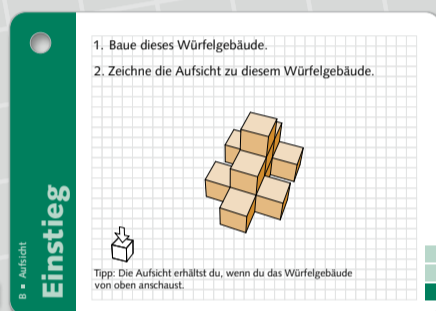 1. Baue dieses Würfelgebäude.
2. Zeichne die Aufsicht zu diesem Würfelgebäude.
Tipp: Die Aufsicht erhältst du, wenn du das Würfelgebäude
von oben anschaust.
B ▪ Aufsicht
Einstieg